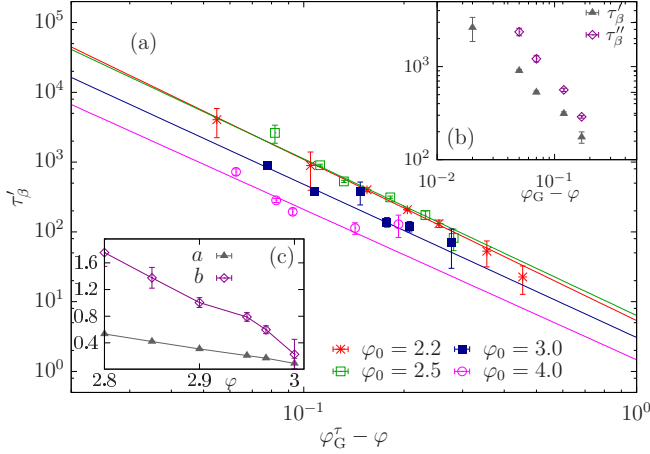 (a)
10^5
10^4
10^3
10^2
10^1
10^0
τ′_β
10^{-1}
10^0
φ^τ_G − φ
φ_0 = 2.2
φ_0 = 2.5
φ_0 = 3.0
φ_0 = 4.0
τ′_β
τ″_β
(b)
10^3
10^2
10^{-2}
10^{-1}
φ_G − φ
a
b
(c)
1.6
1.2
0.8
0.4
2.8
2.9
3
φ